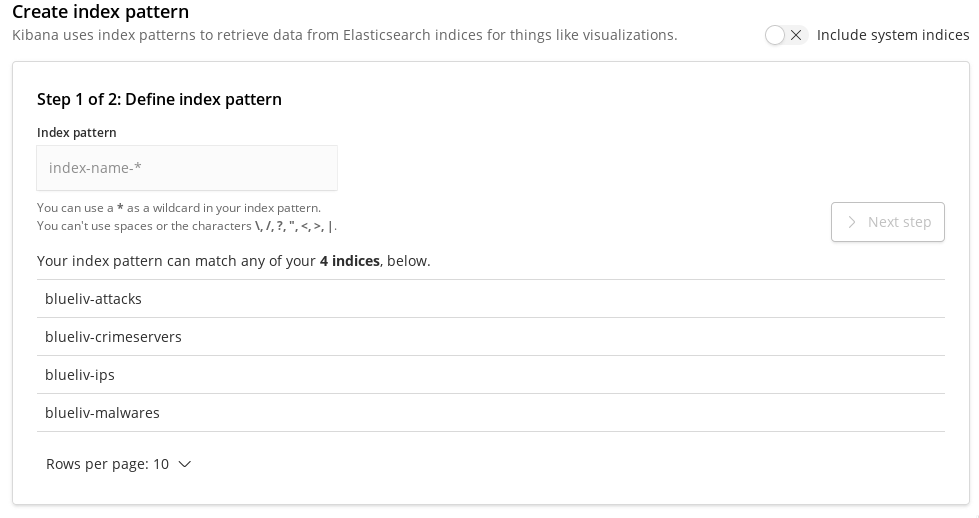 Create index pattern
Kibana uses index patterns to retrieve data from Elasticsearch indices for things like visualizations.
Include system indices
Step 1 of 2: Define index pattern
Index pattern
index-name-*
You can use a * as a wildcard in your index pattern.
You can't use spaces or the characters \, /, ?, ", <, >, |.
Next step
Your index pattern can match any of your 4 indices, below.
blueliv-attacks
blueliv-crimeservers
blueliv-ips
blueliv-malwares
Rows per page: 10